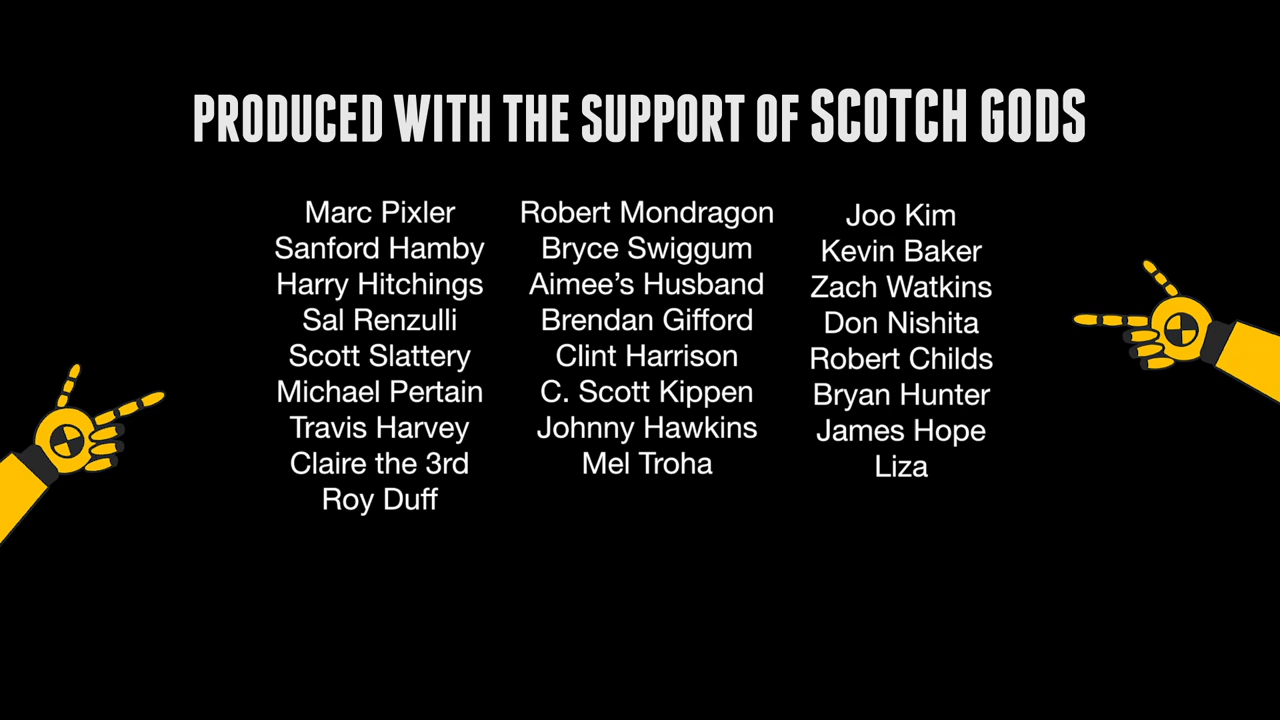 PRODUCED WITH THE SUPPORT OF SCOTCH GODS
Marc Pixler
Sanford Hamby
Harry Hitchings
Sal Renzulli
Scott Slattery
Michael Pertain
Travis Harvey
Claire the 3rd
Roy Duff
Robert Mondragon
Bryce Swiggum
Aimee’s Husband
Brendan Gifford
Clint Harrison
C. Scott Kippen
Johnny Hawkins
Mel Troha
Joo Kim
Kevin Baker
Zach Watkins
Don Nishita
Robert Childs
Bryan Hunter
James Hope
Liza